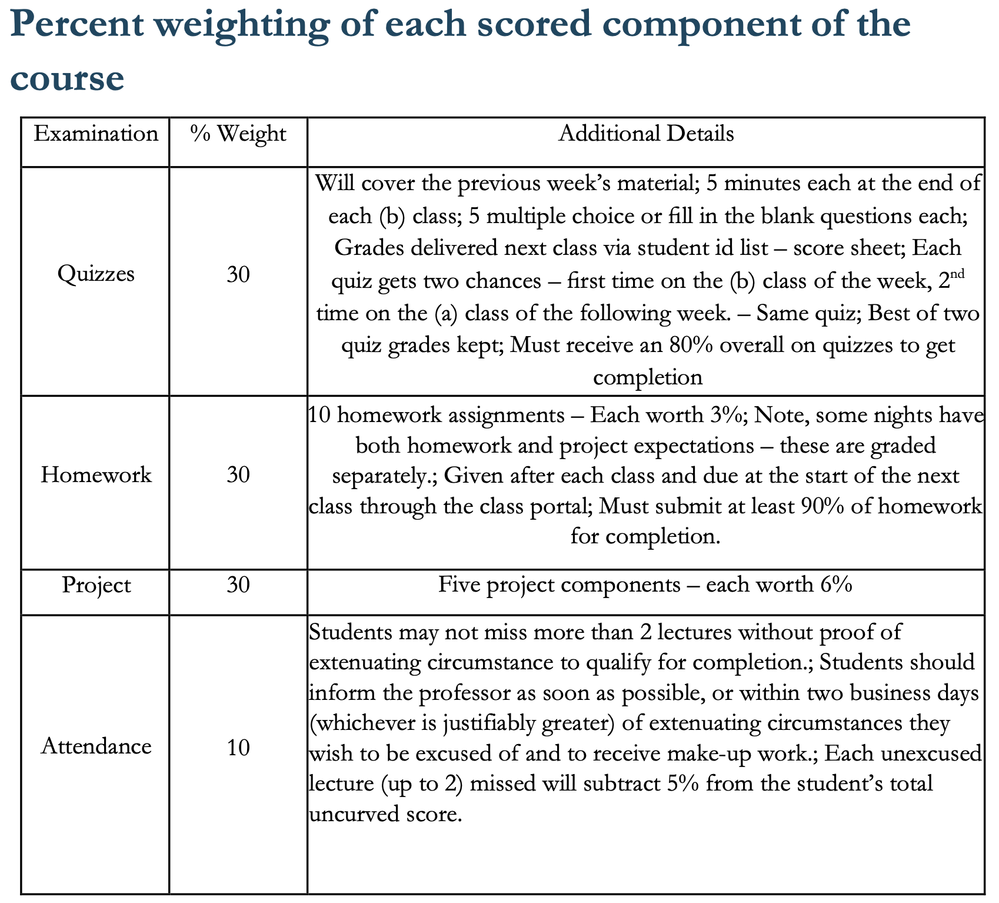 Percent weighting of each scored component of the
course
Examination
% Weight
Additional Details
Quizzes
30
Will cover the previous week’s material; 5 minutes each at the end of
each (b) class; 5 multiple choice or fill in the blank questions each;
Grades delivered next class via student id list – score sheet; Each
quiz gets two chances – first time on the (b) class of the week, 2nd
time on the (a) class of the following week. – Same quiz; Best of two
quiz grades kept; Must receive an 80% overall on quizzes to get
completion
Homework
30
10 homework assignments – Each worth 3%; Note, some nights have
both homework and project expectations – these are graded
separately.; Given after each class and due at the start of the next
class through the class portal; Must submit at least 90% of homework
for completion.
Project
30
Five project components – each worth 6%
Attendance
10
Students may not miss more than 2 lectures without proof of
extenuating circumstance to qualify for completion.; Students should
inform the professor as soon as possible, or within two business days
(whichever is justifiably greater) of extenuating circumstances they
wish to be excused of and to receive make-up work.; Each unexcused
lecture (up to 2) missed will subtract 5% from the student’s total
uncurved score.